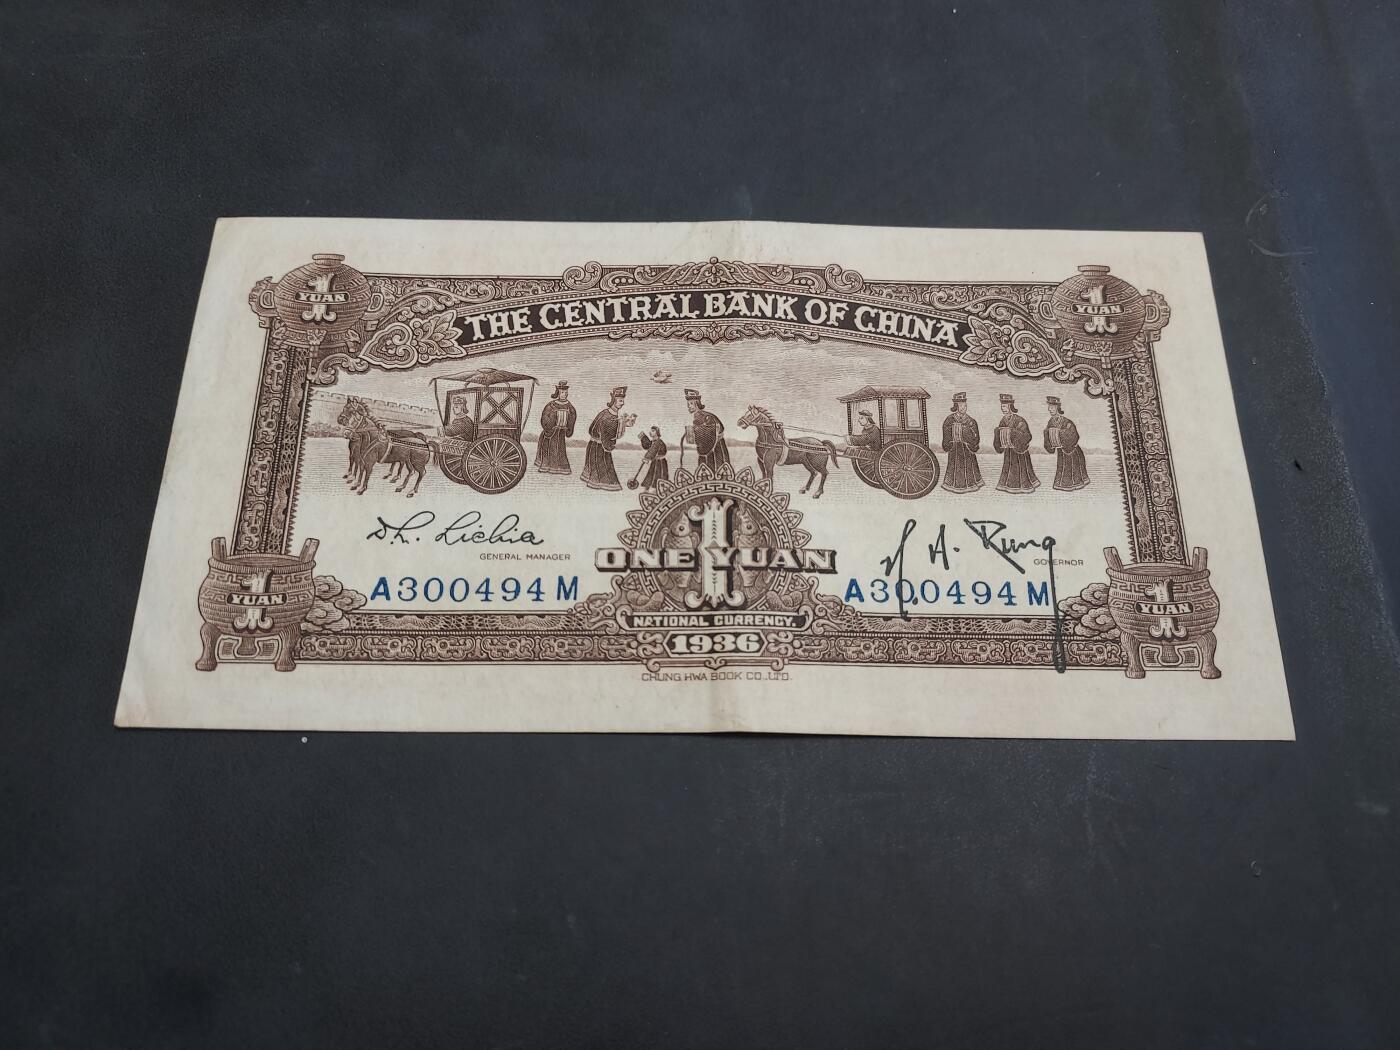 1
YUAN
THE CENTRAL BANK OF CHINA
1
YUAN
GENERAL MANAGER
GOVERNOR
1
ONE YUAN
A300494M
A300494M
1
YUAN
NATIONAL CURRENCY.
1
YUAN
1936
CHUNG HWA BOOK CO.,LTD.